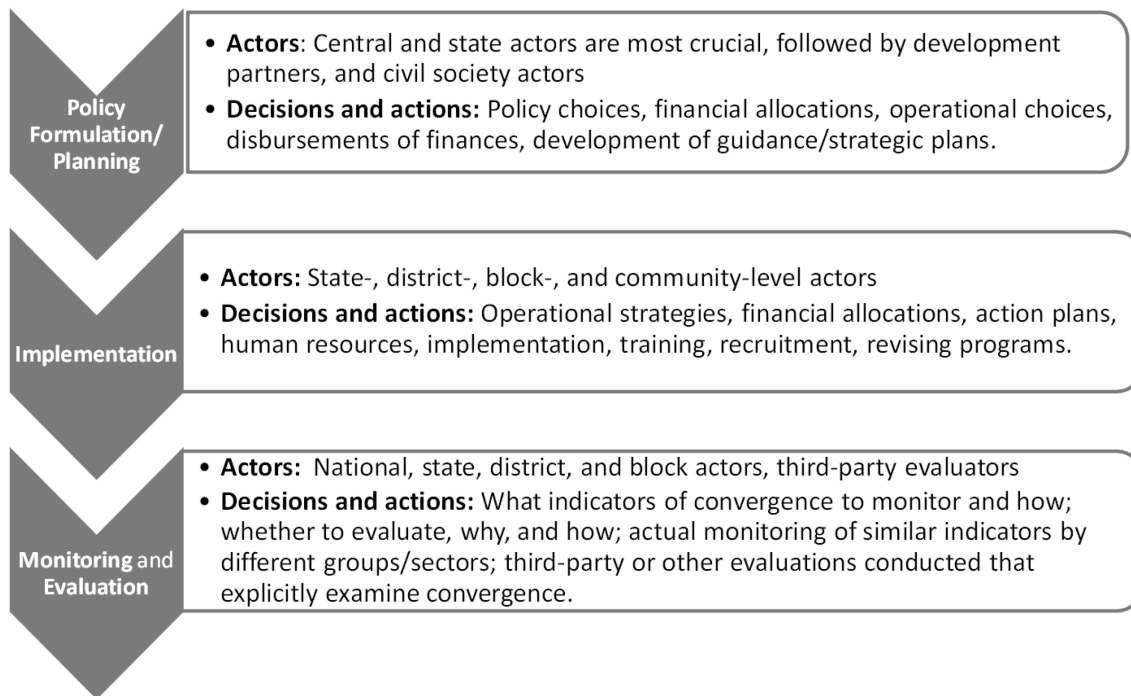 Policy
Formulation/
Planning
• Actors: Central and state actors are most crucial, followed by development
partners, and civil society actors
• Decisions and actions: Policy choices, financial allocations, operational choices,
disbursements of finances, development of guidance/strategic plans.
Implementation
• Actors: State-, district-, block-, and community-level actors
• Decisions and actions: Operational strategies, financial allocations, action plans,
human resources, implementation, training, recruitment, revising programs.
Monitoring and
Evaluation
• Actors: National, state, district, and block actors, third-party evaluators
• Decisions and actions: What indicators of convergence to monitor and how;
whether to evaluate, why, and how; actual monitoring of similar indicators by
different groups/sectors; third-party or other evaluations conducted that
explicitly examine convergence.